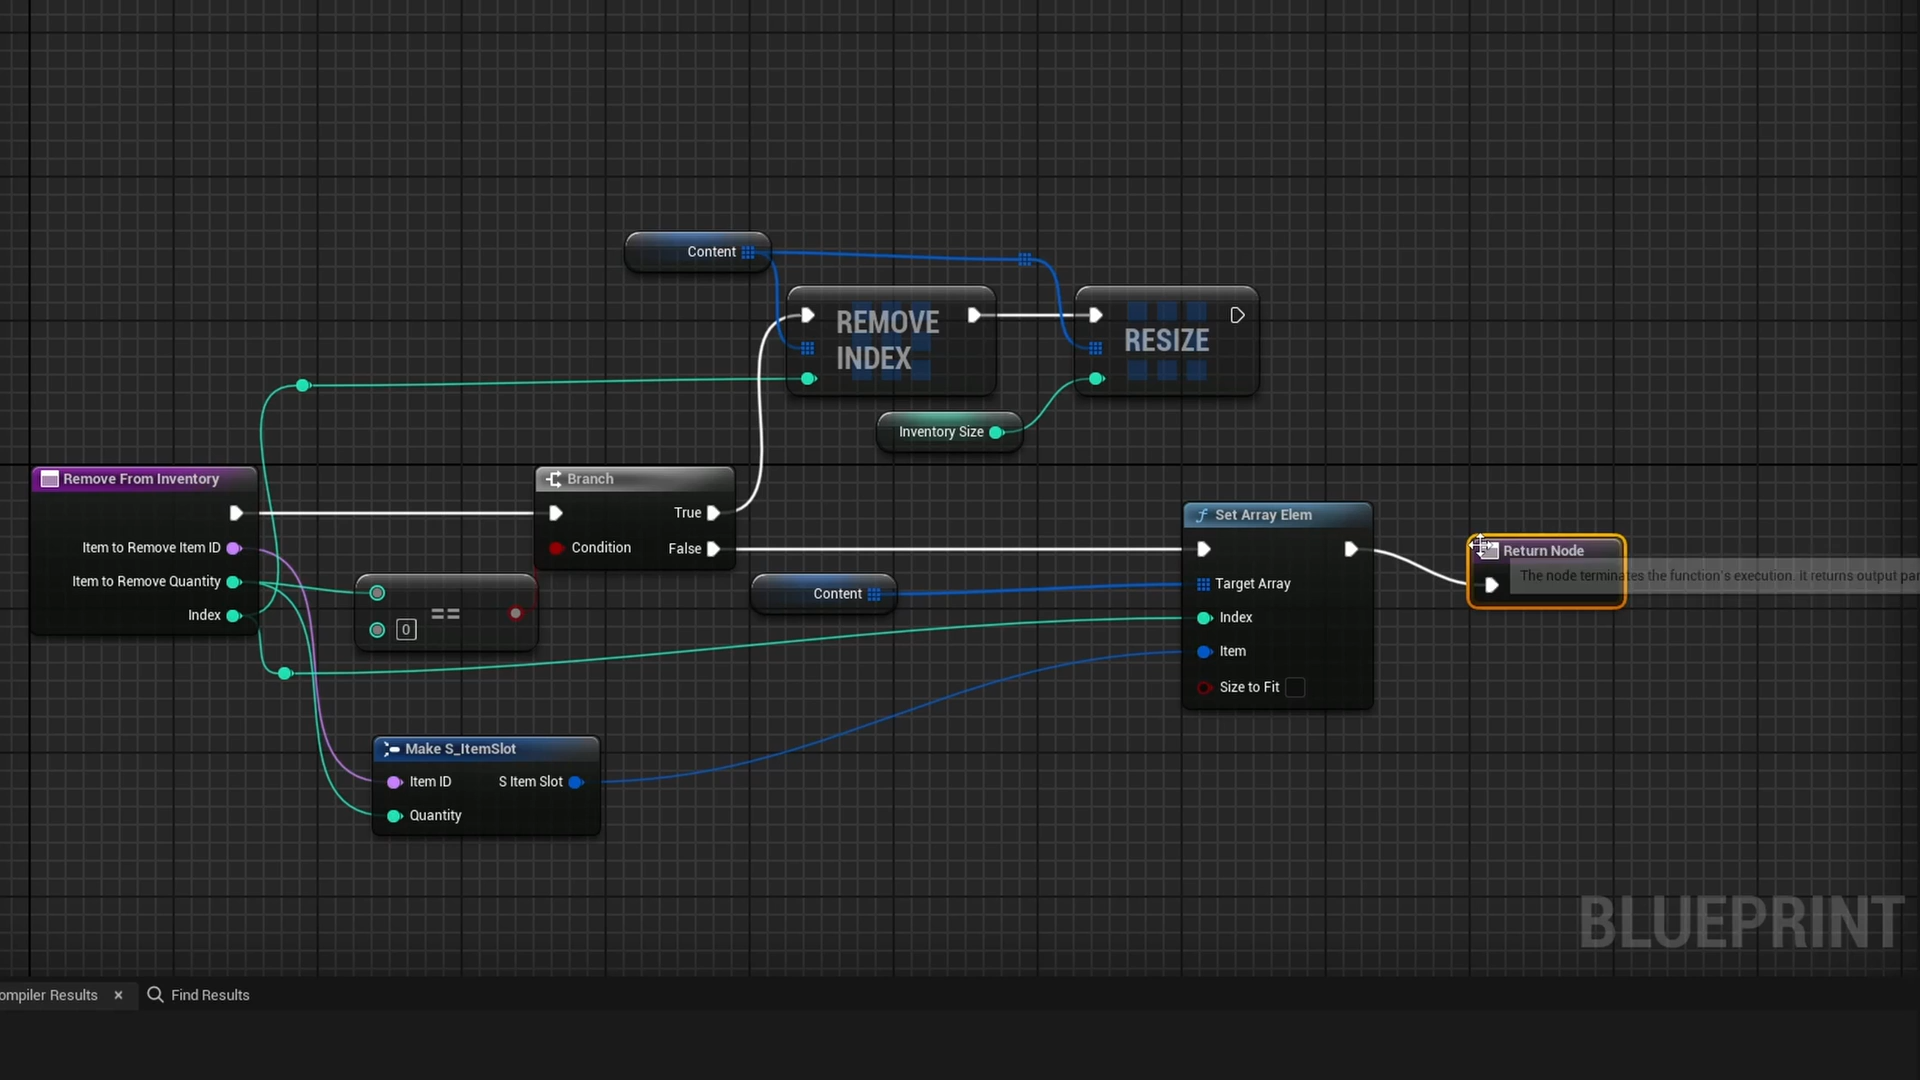 Content
REMOVE
INDEX
RESIZE
Inventory Size
Remove From Inventory
Branch
True
Item to Remove Item ID
Condition
False
Item to Remove Quantity
Index
0
==
Content
Set Array Elem
Target Array
Index
Item
Size to Fit
Return Node
The node terminates the function's execution. It returns output par
Make S_ItemSlot
Item ID
S Item Slot
Quantity
BLUEPRINT
ompiler Results ×
Find Results